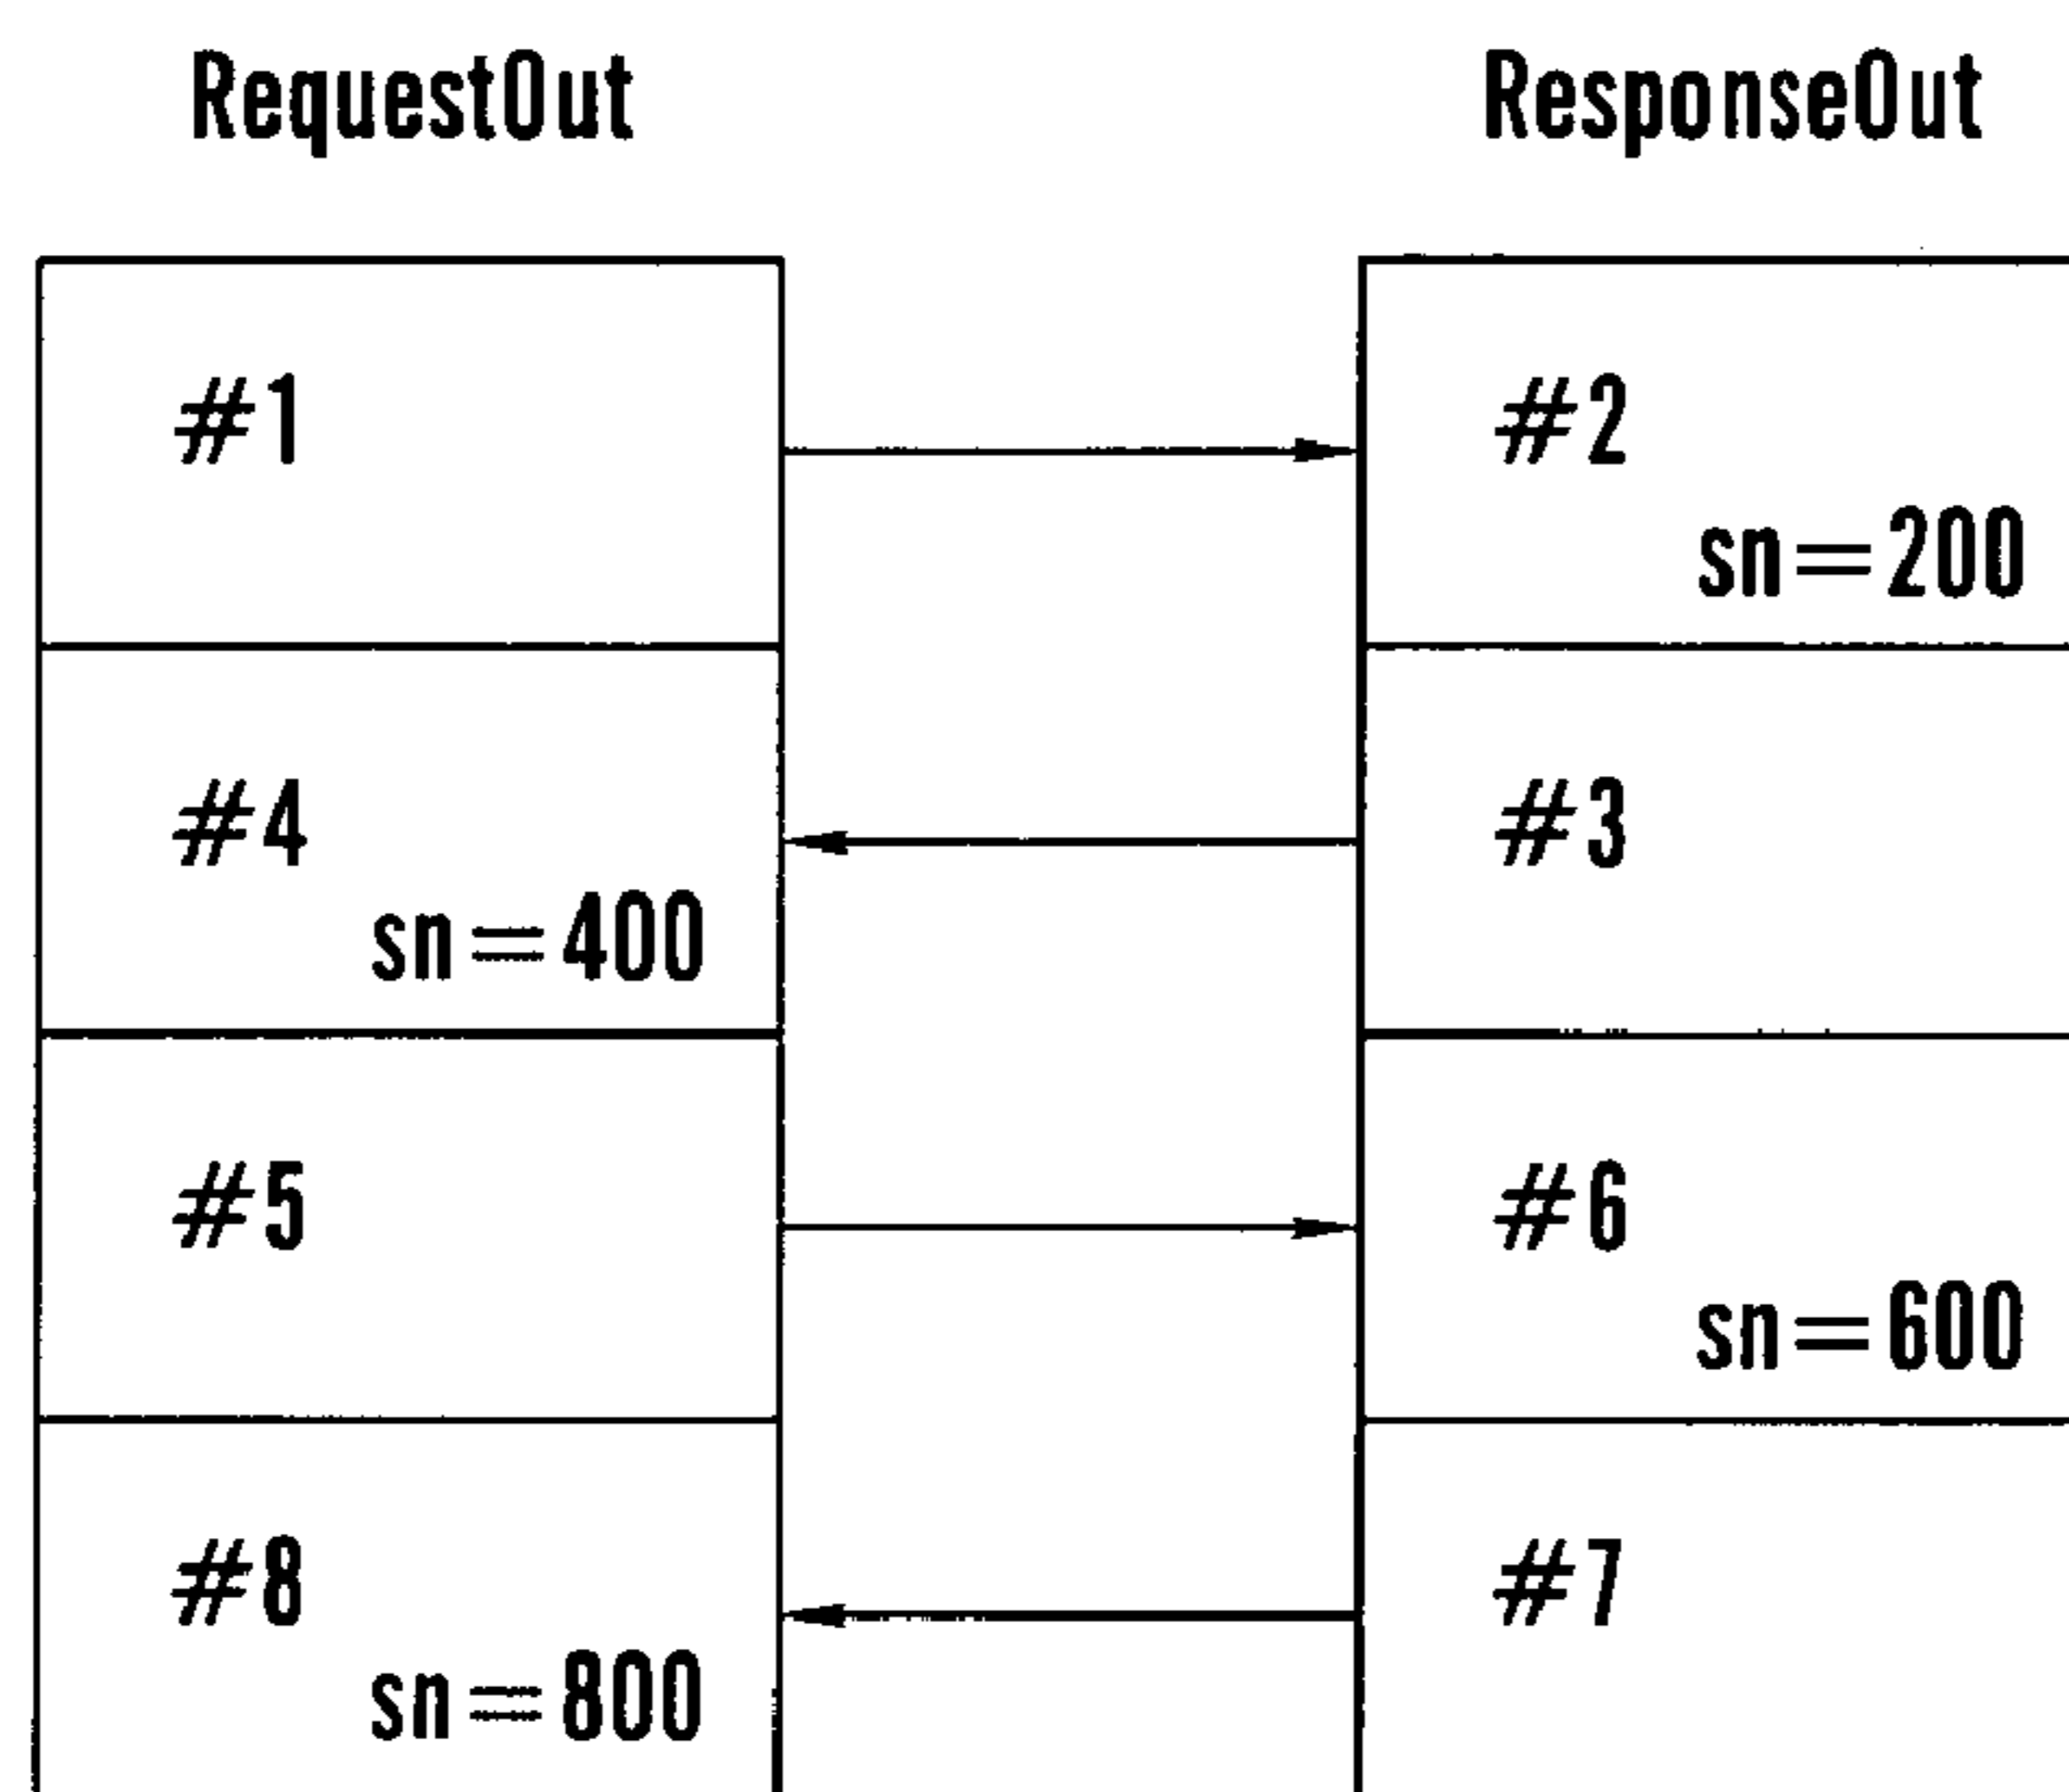 RequestOut ResponseOut
#1 #2
sn=200
#4 #3
sn=400
#5 #6
sn=600
#8 #7
sn=800